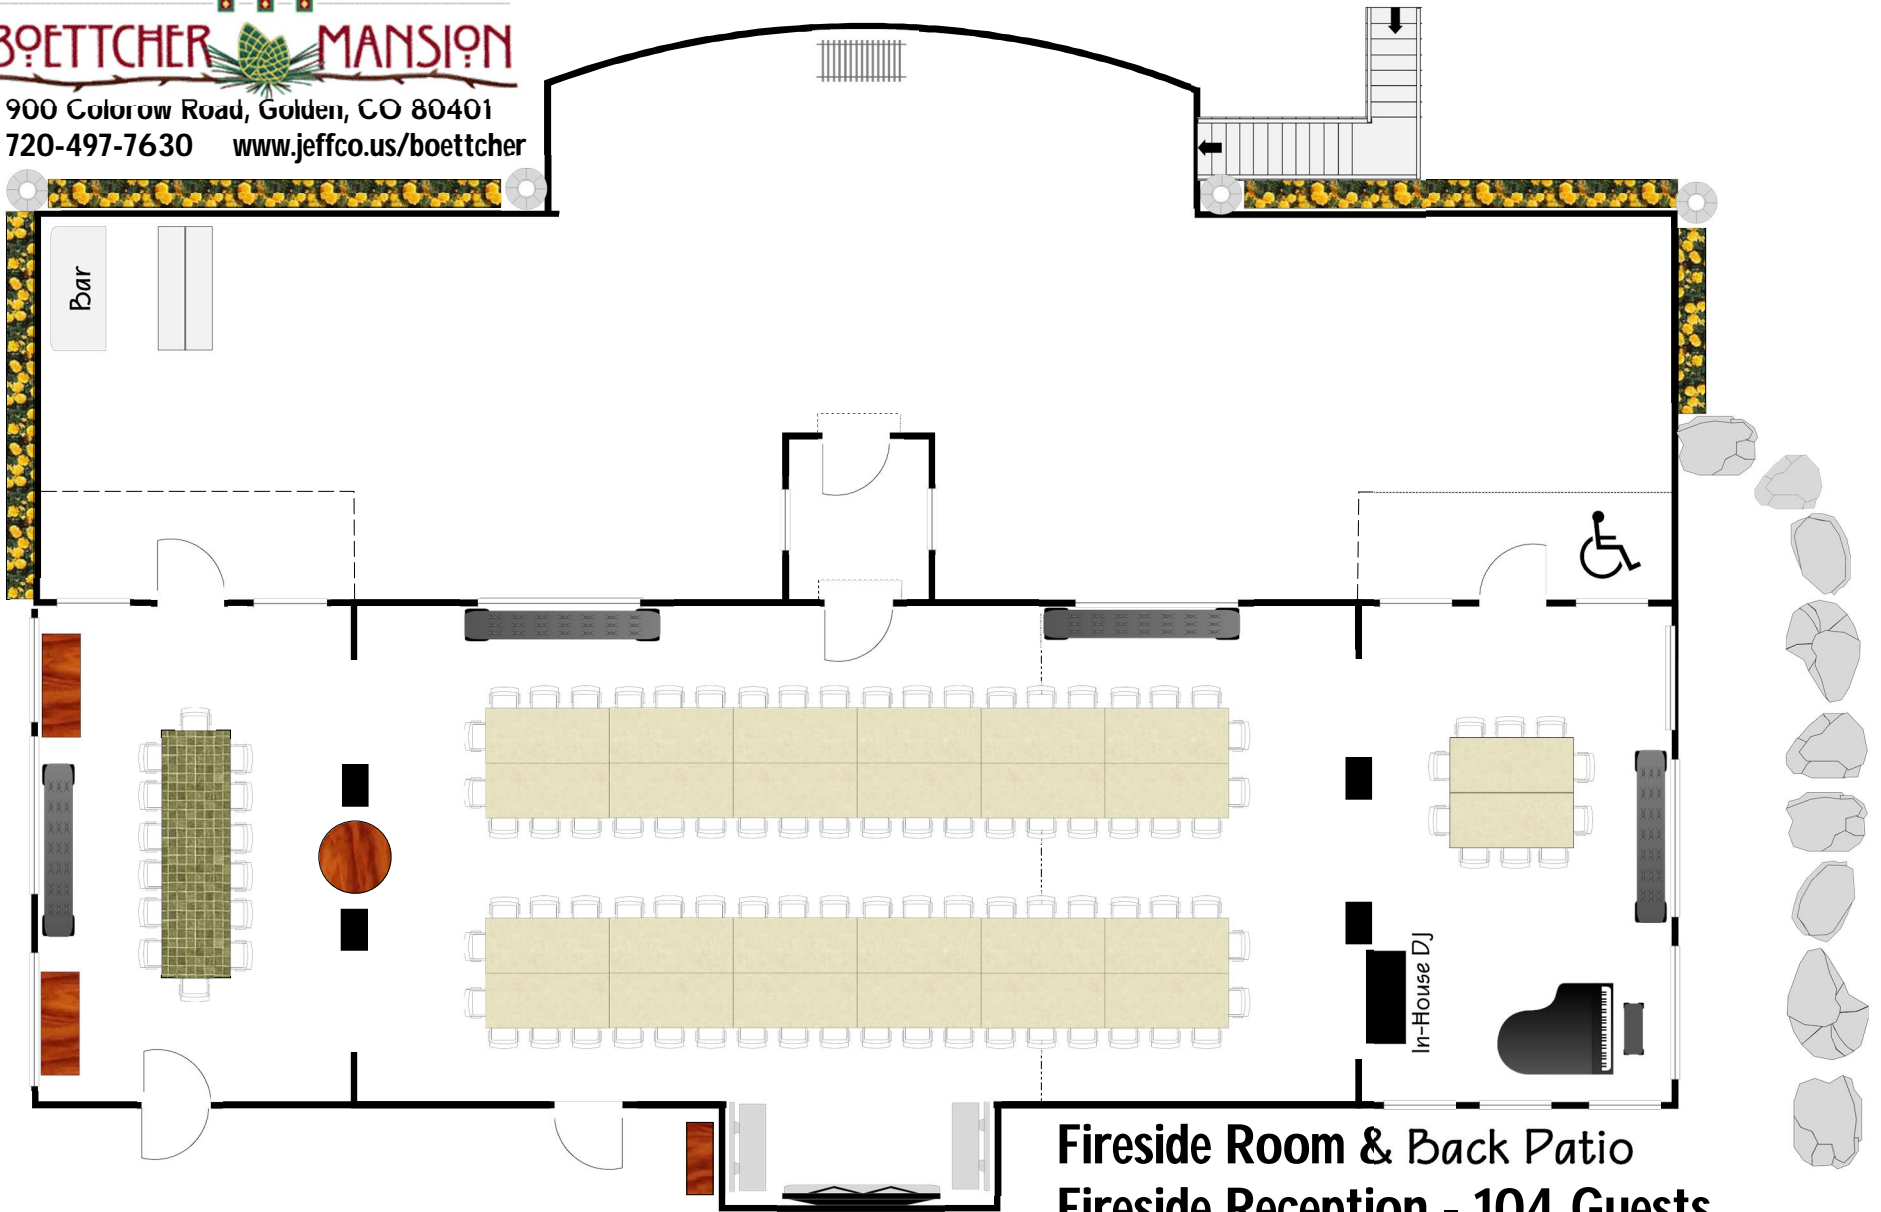 BOETTCHER MANSION
900 Colorow Road, Golden, CO 80401
720-497-7630 www.jeffco.us/boettcher
Bar
In-House DJ
Fireside Room & Back Patio
Fireside Reception - 104 Guests